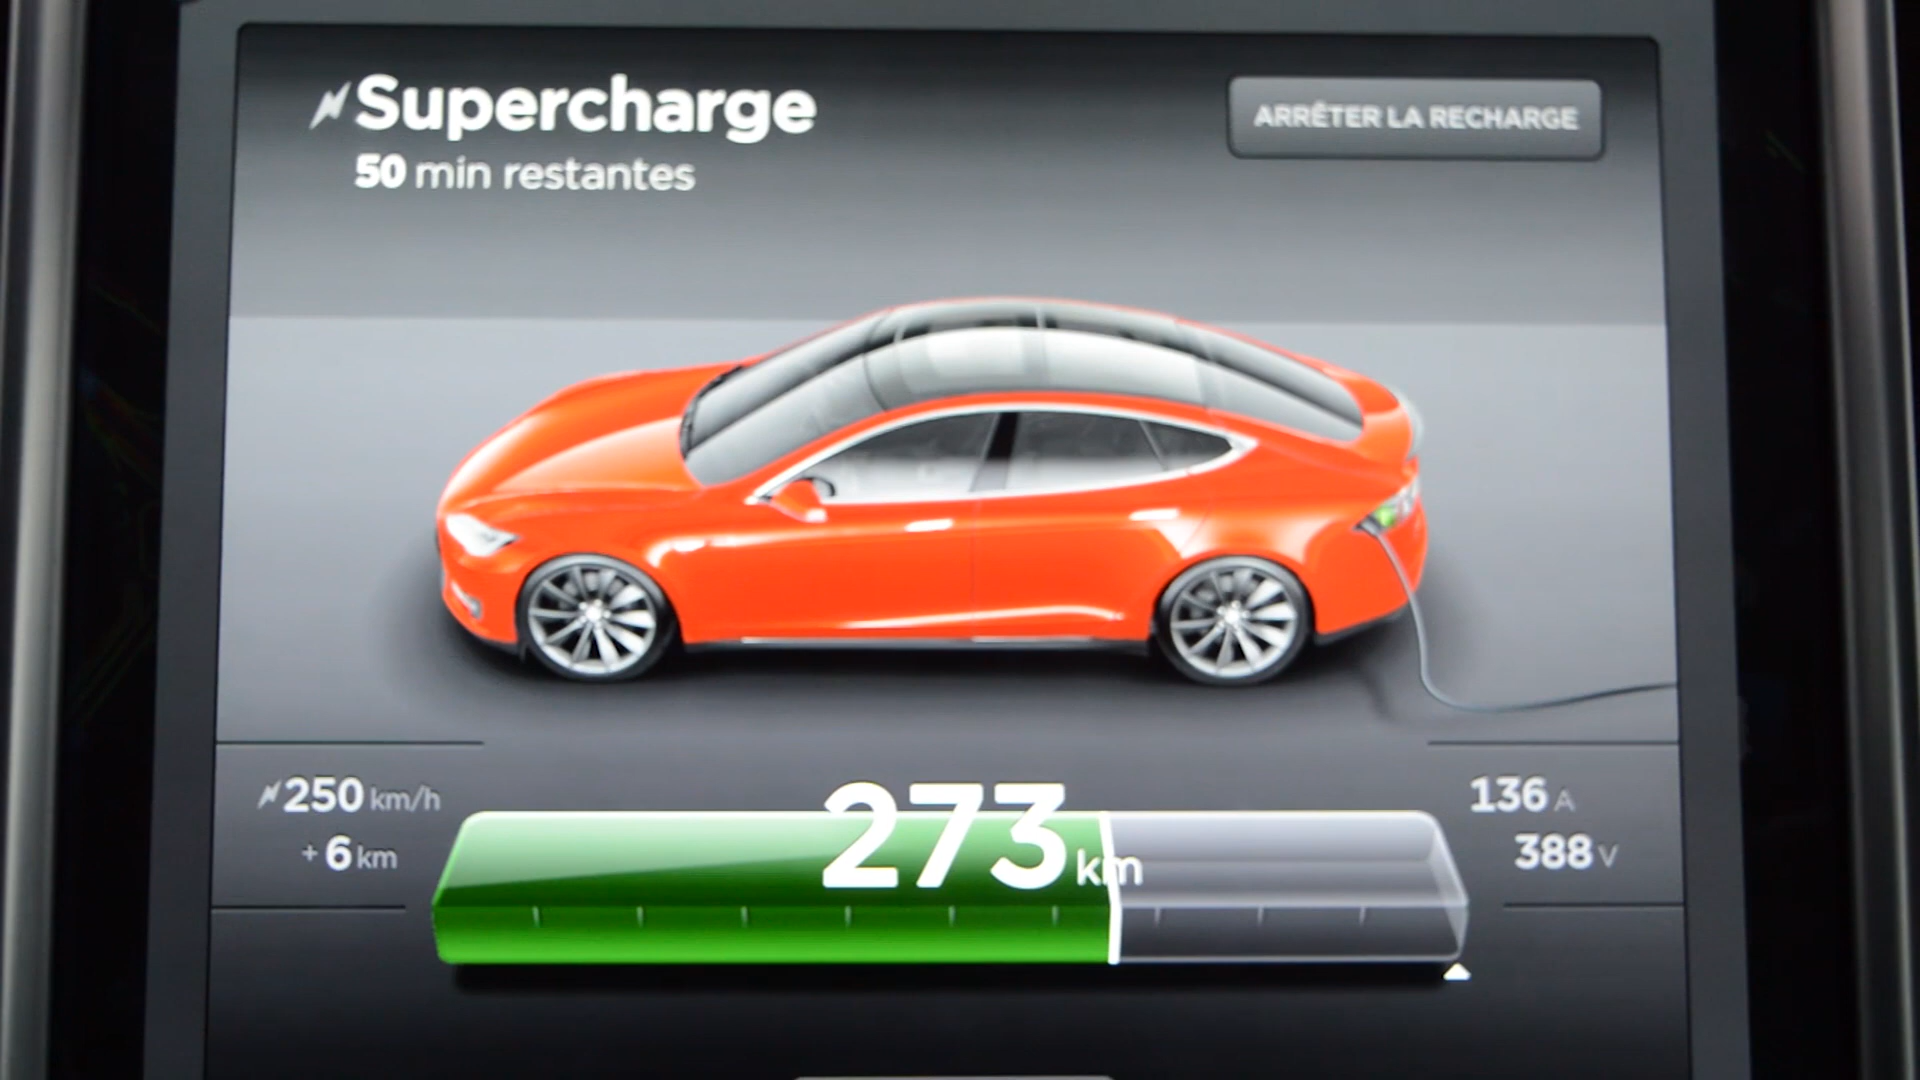 Supercharge
50 min restantes
ARRÊTER LA RECHARGE
250 km/h
+ 6 km
273 km
136 A
388 V